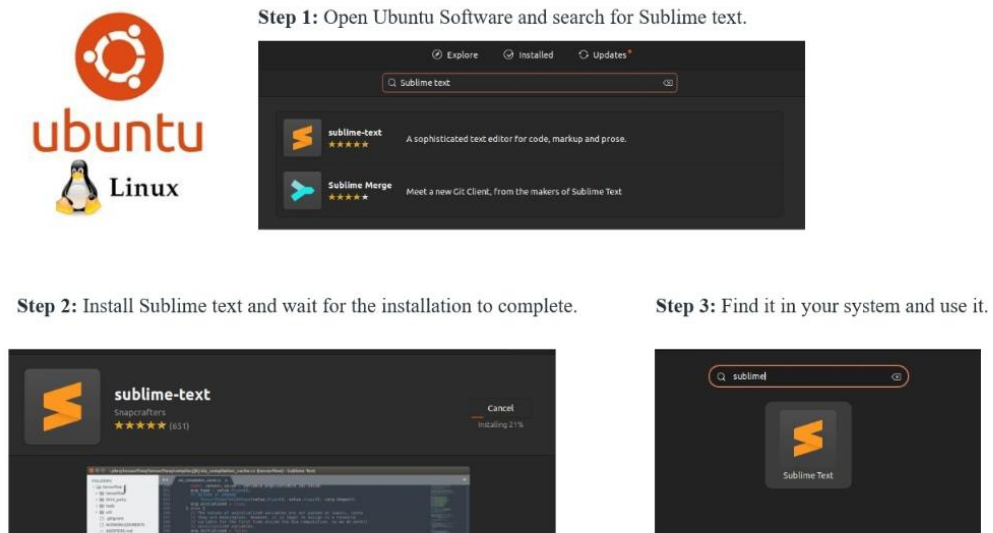 Step 1: Open Ubuntu Software and search for Sublime text.
ubuntu
Linux
Explore Installed Updates
Sublime text
sublime-text
A sophisticated text editor for code, markup and prose.
Sublime Merge
Meet a new Git Client, from the makers of Sublime Text
Step 2: Install Sublime text and wait for the installation to complete.
sublime-text
Snapcrafters
(651)
Cancel
Installing 21%
Step 3: Find it in your system and use it.
sublime
Sublime Text